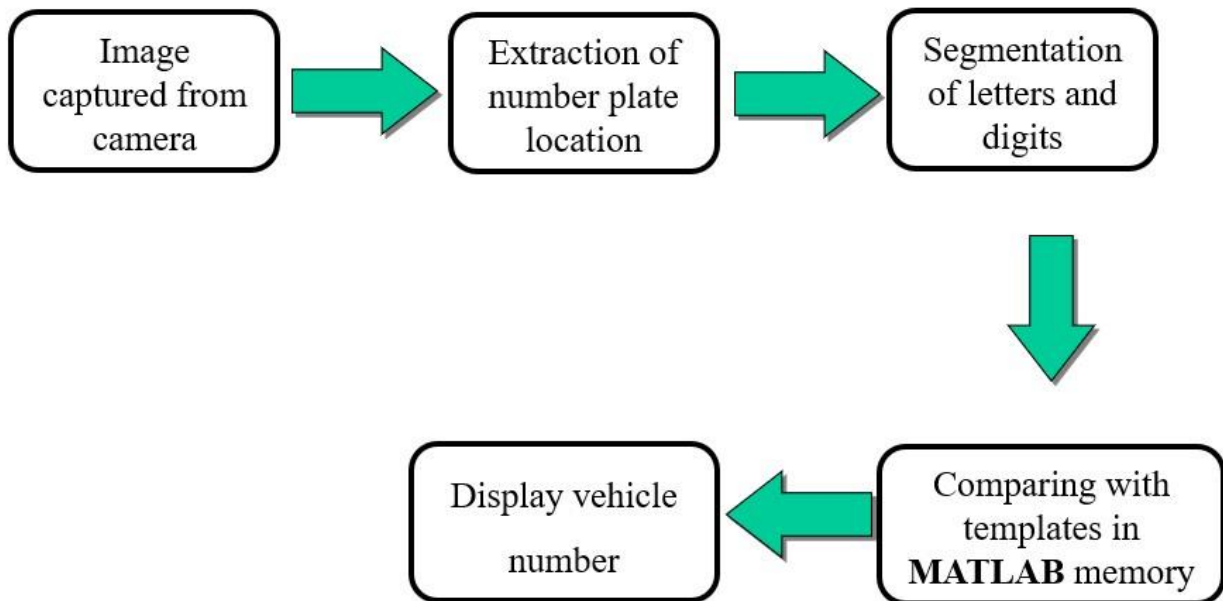 Image
captured from
camera
Extraction of
number plate
location
Segmentation
of letters and
digits
Comparing with
templates in
MATLAB memory
Display vehicle
number